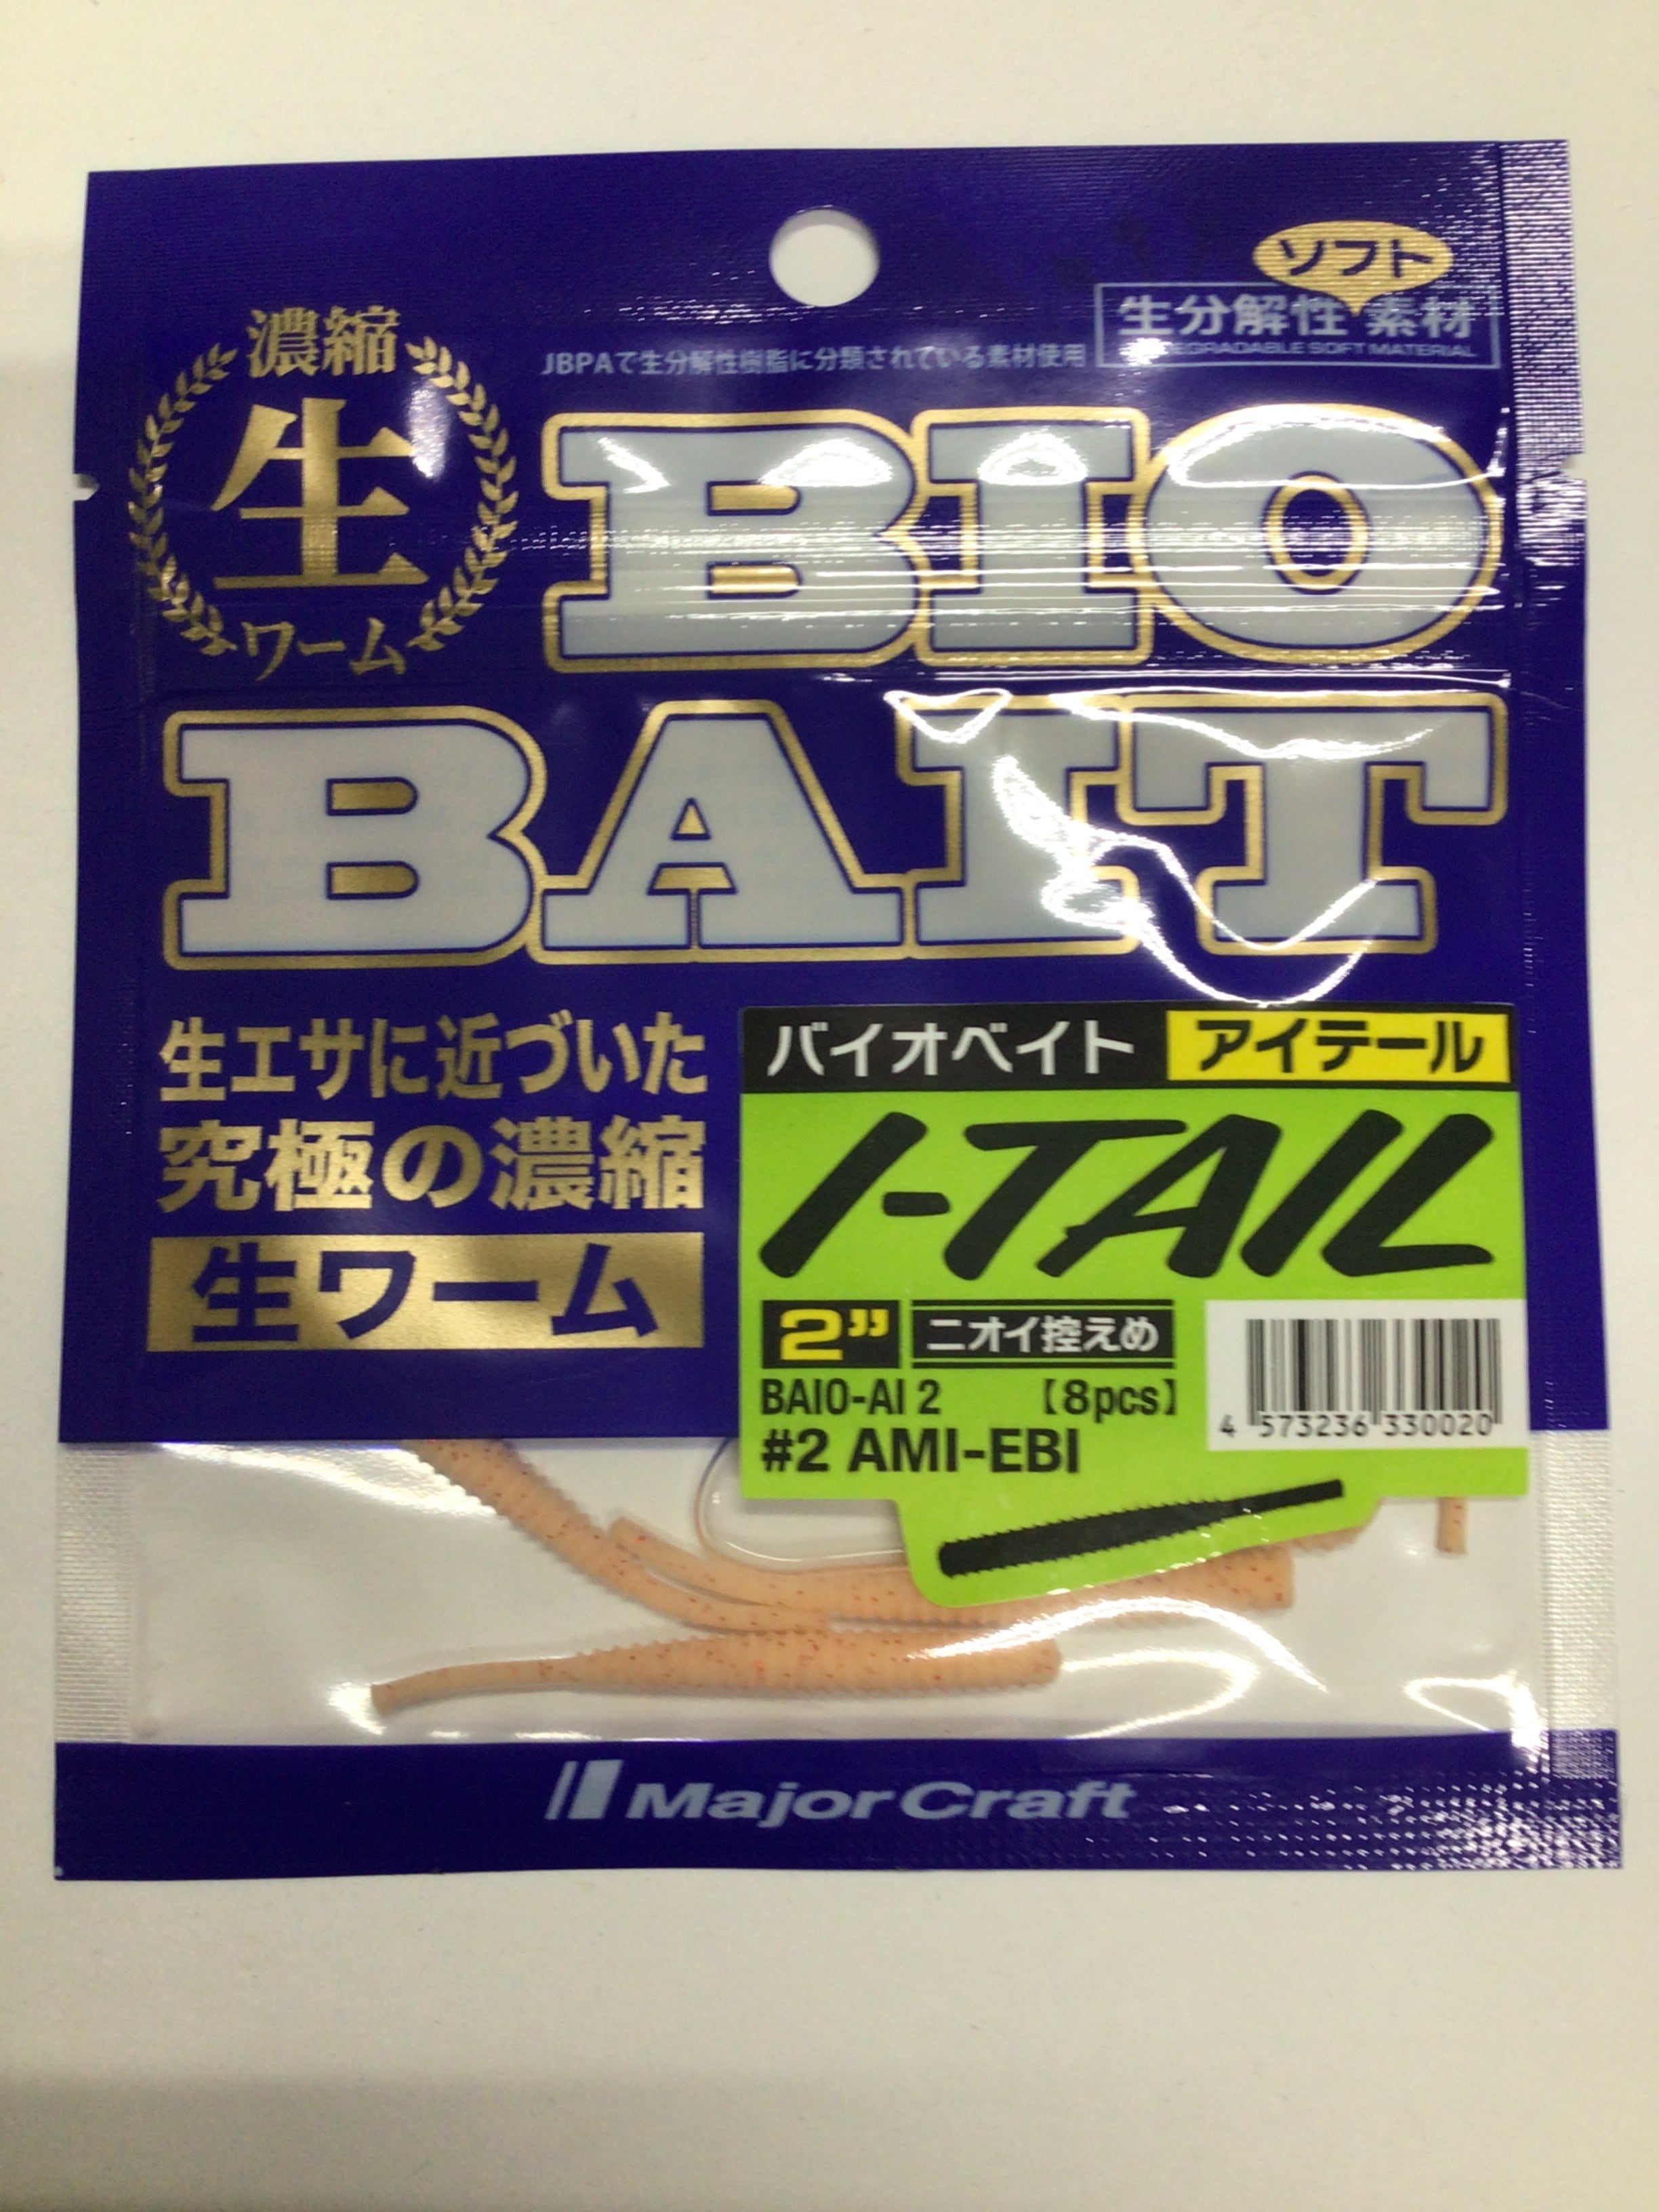 ソフト
生分解性素材
DEGRADABLE SOFT MATERIAL
JBPAで生分解性樹脂に分類されている素材使用
濃縮
生
ワーム
BIO
BAIT
生エサに近づいた
究極の濃縮
生ワーム
バイオベイト アイテール
I-TAIL
2” ニオイ控えめ
BAIO-AI 2 【8pcs】
#2 AMI-EBI
4 573236 330020
Major Craft